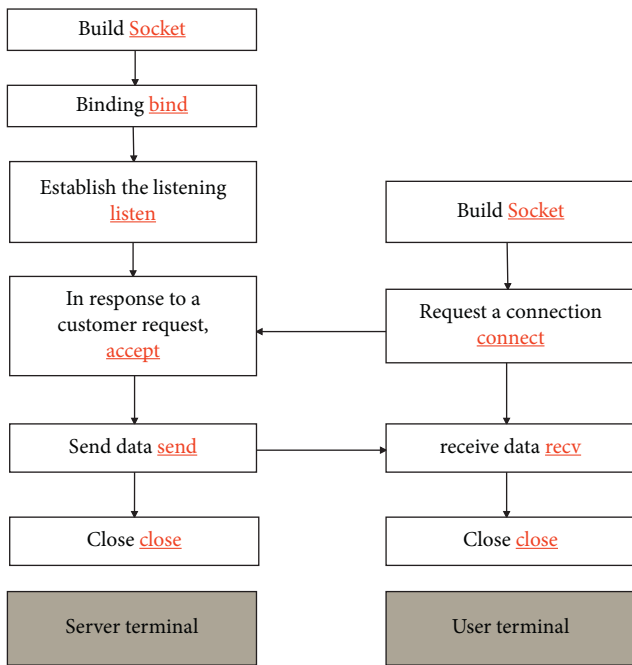 Build Socket
Binding bind
Establish the listening
listen
In response to a
customer request,
accept
Send data send
Close close
Server terminal
Build Socket
Request a connection
connect
receive data recv
Close close
User terminal